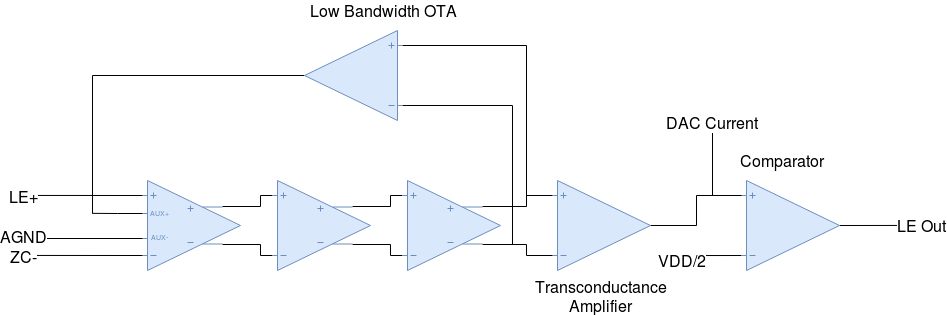 Low Bandwidth OTA
+
−
DAC Current
Comparator
LE+
+
AUX+
AUX-
−
+
−
+
−
+
−
+
−
+
−
+
−
+
−
AGND
ZC-
VDD/2
LE Out
Transconductance
Amplifier